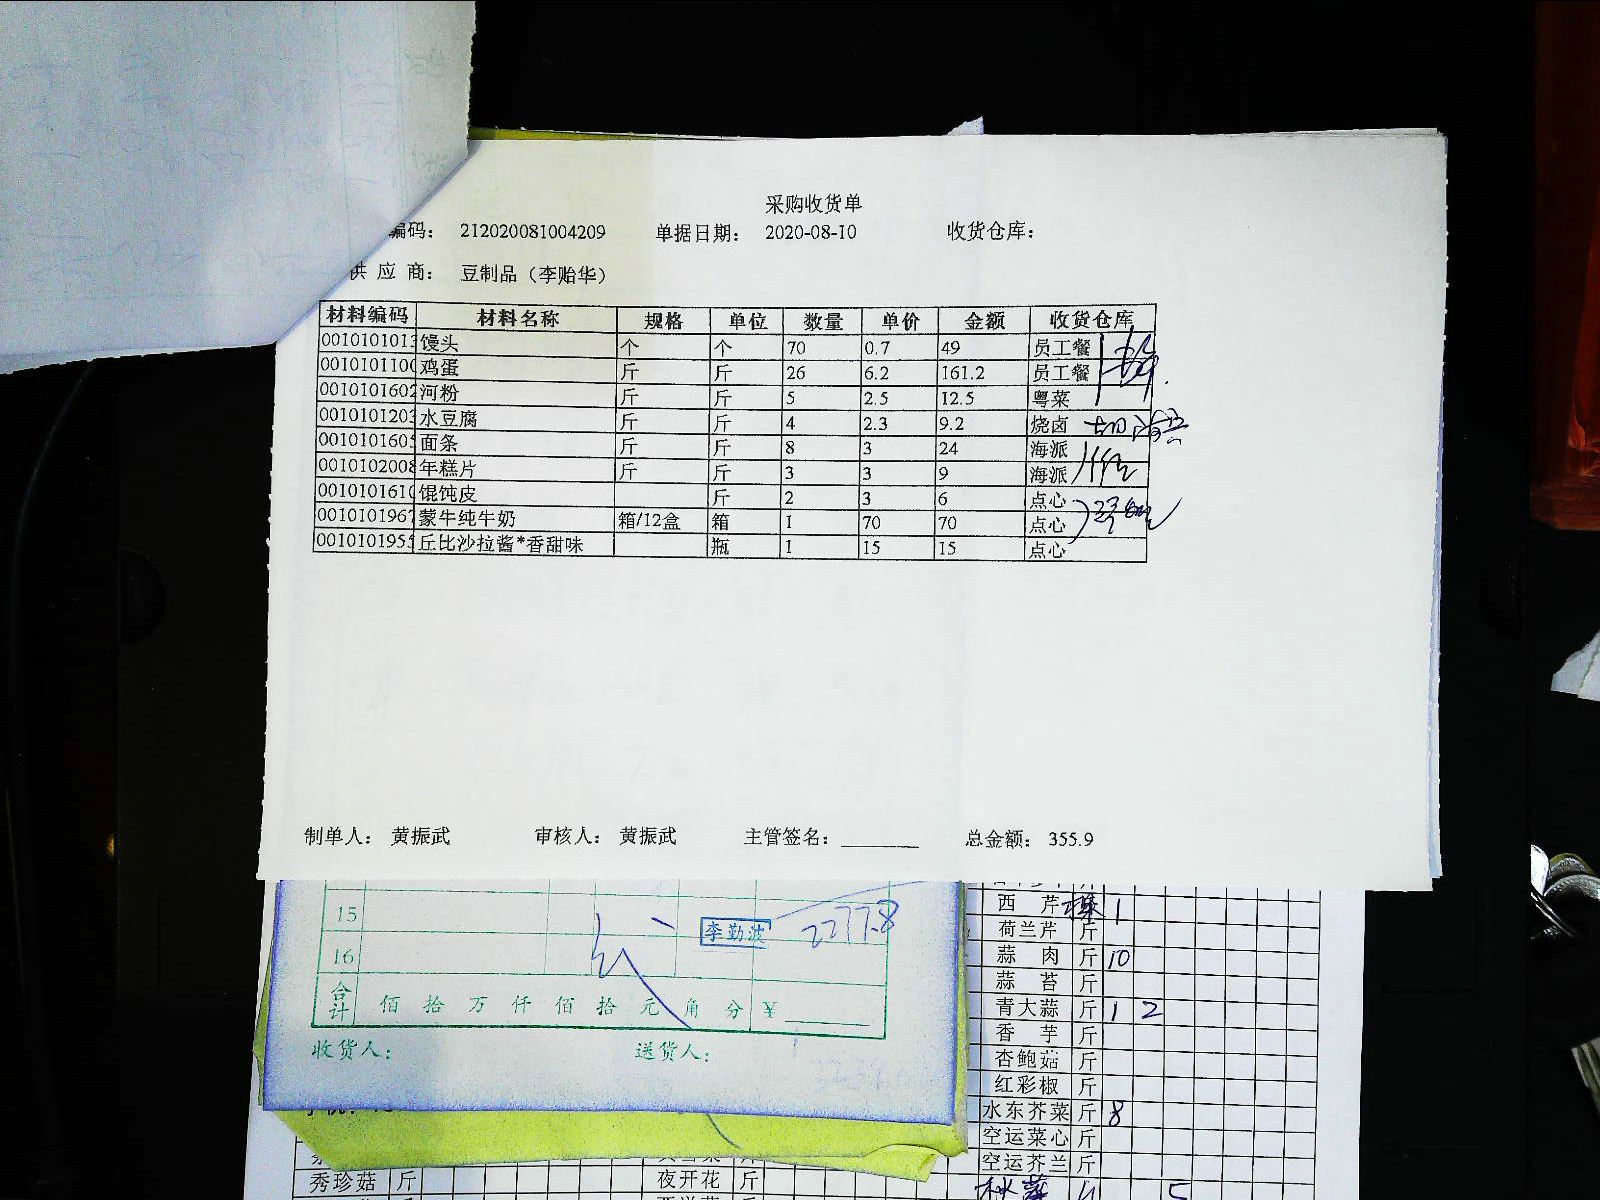 采购收货单
编码： 212020081004209 单据日期： 2020-08-10 收货仓库：
供 应 商： 豆制品（李贻华）
材料编码 材料名称 规格 单位 数量 单价 金额 收货仓库
001010101 馒头 个 个 70 0.7 49 员工餐
001010110 鸡蛋 斤 斤 26 6.2 161.2 员工餐
001010160 河粉 斤 斤 5 2.5 12.5 粤菜
001010120 水豆腐 斤 斤 4 2.3 9.2 烧卤
001010160 面条 斤 斤 8 3 24 海派
0010102008 年糕片 斤 斤 3 3 9 海派
001010161 馄饨皮 斤 2 3 6 点心
001010196 蒙牛纯牛奶 箱/12盒 箱 1 70 70 点心
001010195 丘比沙拉酱*香甜味 瓶 1 15 15 点心
制单人： 黄振武 审核人： 黄振武 主管签名： ________ 总金额： 355.9
15
李勤波 2277.8
16
合计 佰 拾 万 仟 佰 拾 元 角 分 ￥
收货人： 送货人：
西 芹 1
荷兰芹 斤
蒜 肉 斤 10
蒜 苔 斤
青大蒜 斤 1 2
香 芋 斤
杏鲍菇 斤
红彩椒 斤
水东芥菜 斤 8
空运菜心 斤
空运芥兰 斤
秀珍菇 斤
夜开花 斤